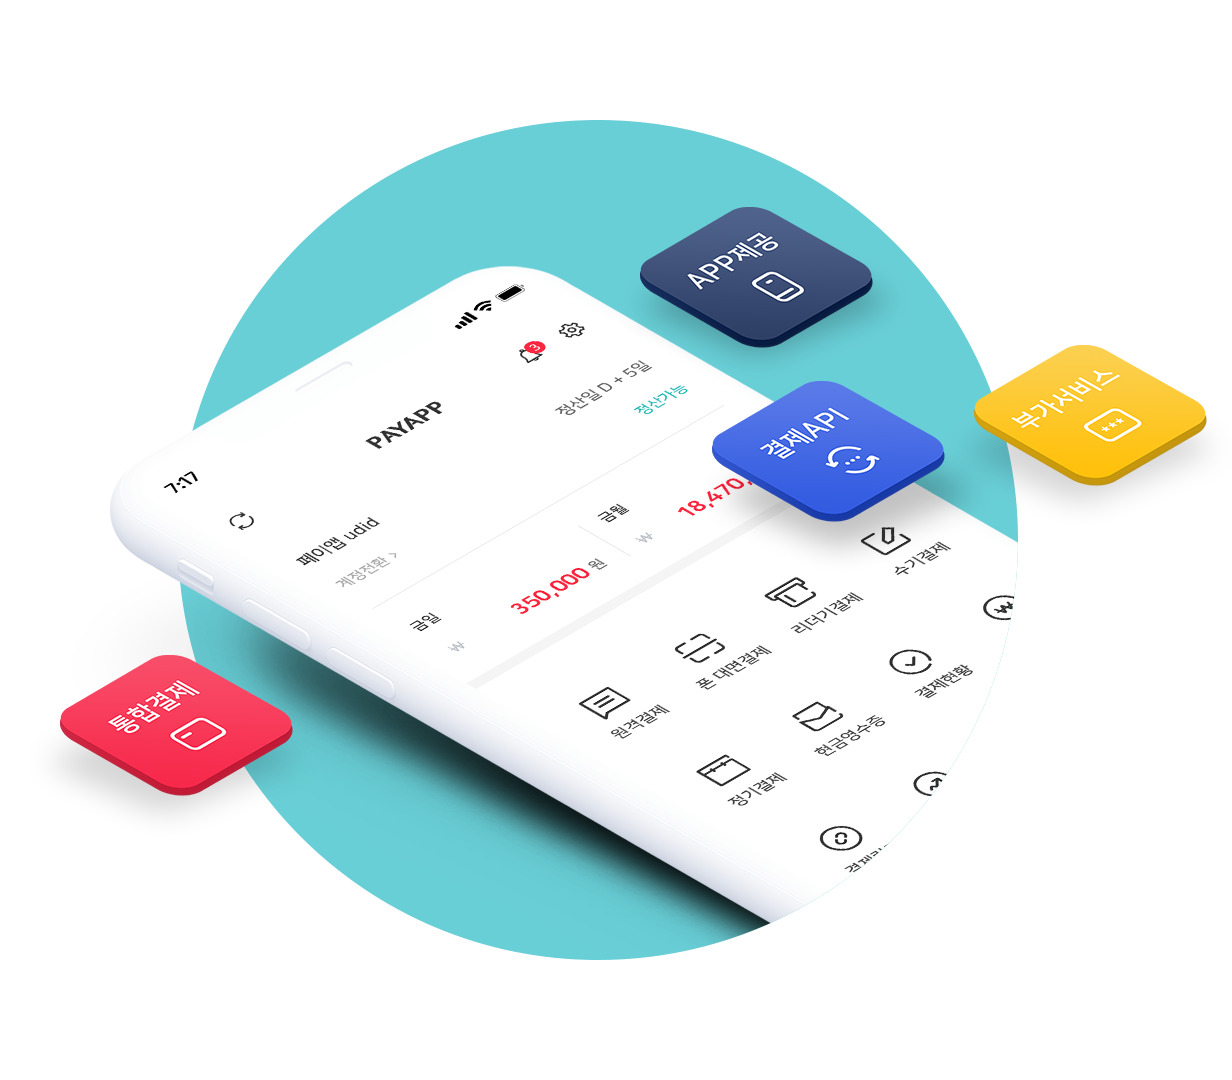 APP제공
부가서비스
결제API
통합결제
7:17
PAYAPP
3
정산일 D + 5일
정산가능
페이앱 udid
계정전환 >
금일
₩
350,000 원
금월
₩
18,470,
원격결제
폰 대면결제
리더기결제
수기결제
정기결제
현금영수증
결제현황